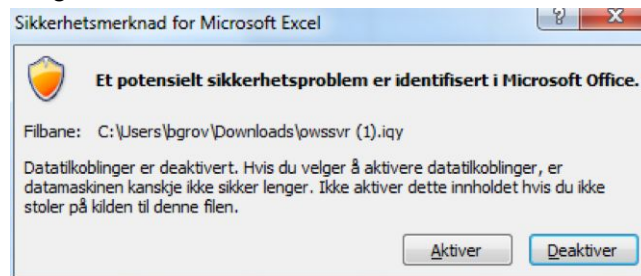 Sikkerhetsmerknad for Microsoft Excel
Et potensielt sikkerhetsproblem er identifisert i Microsoft Office.
Filbane: C:\Users\bgrov\Downloads\owssvr (1).iqy
Datatilkoblinger er deaktivert. Hvis du velger å aktivere datatilkoblinger, er
datamaskinen kanskje ikke sikker lenger. Ikke aktiver dette innholdet hvis du ikke
stoler på kilden til denne filen.
Aktiver Deaktiver